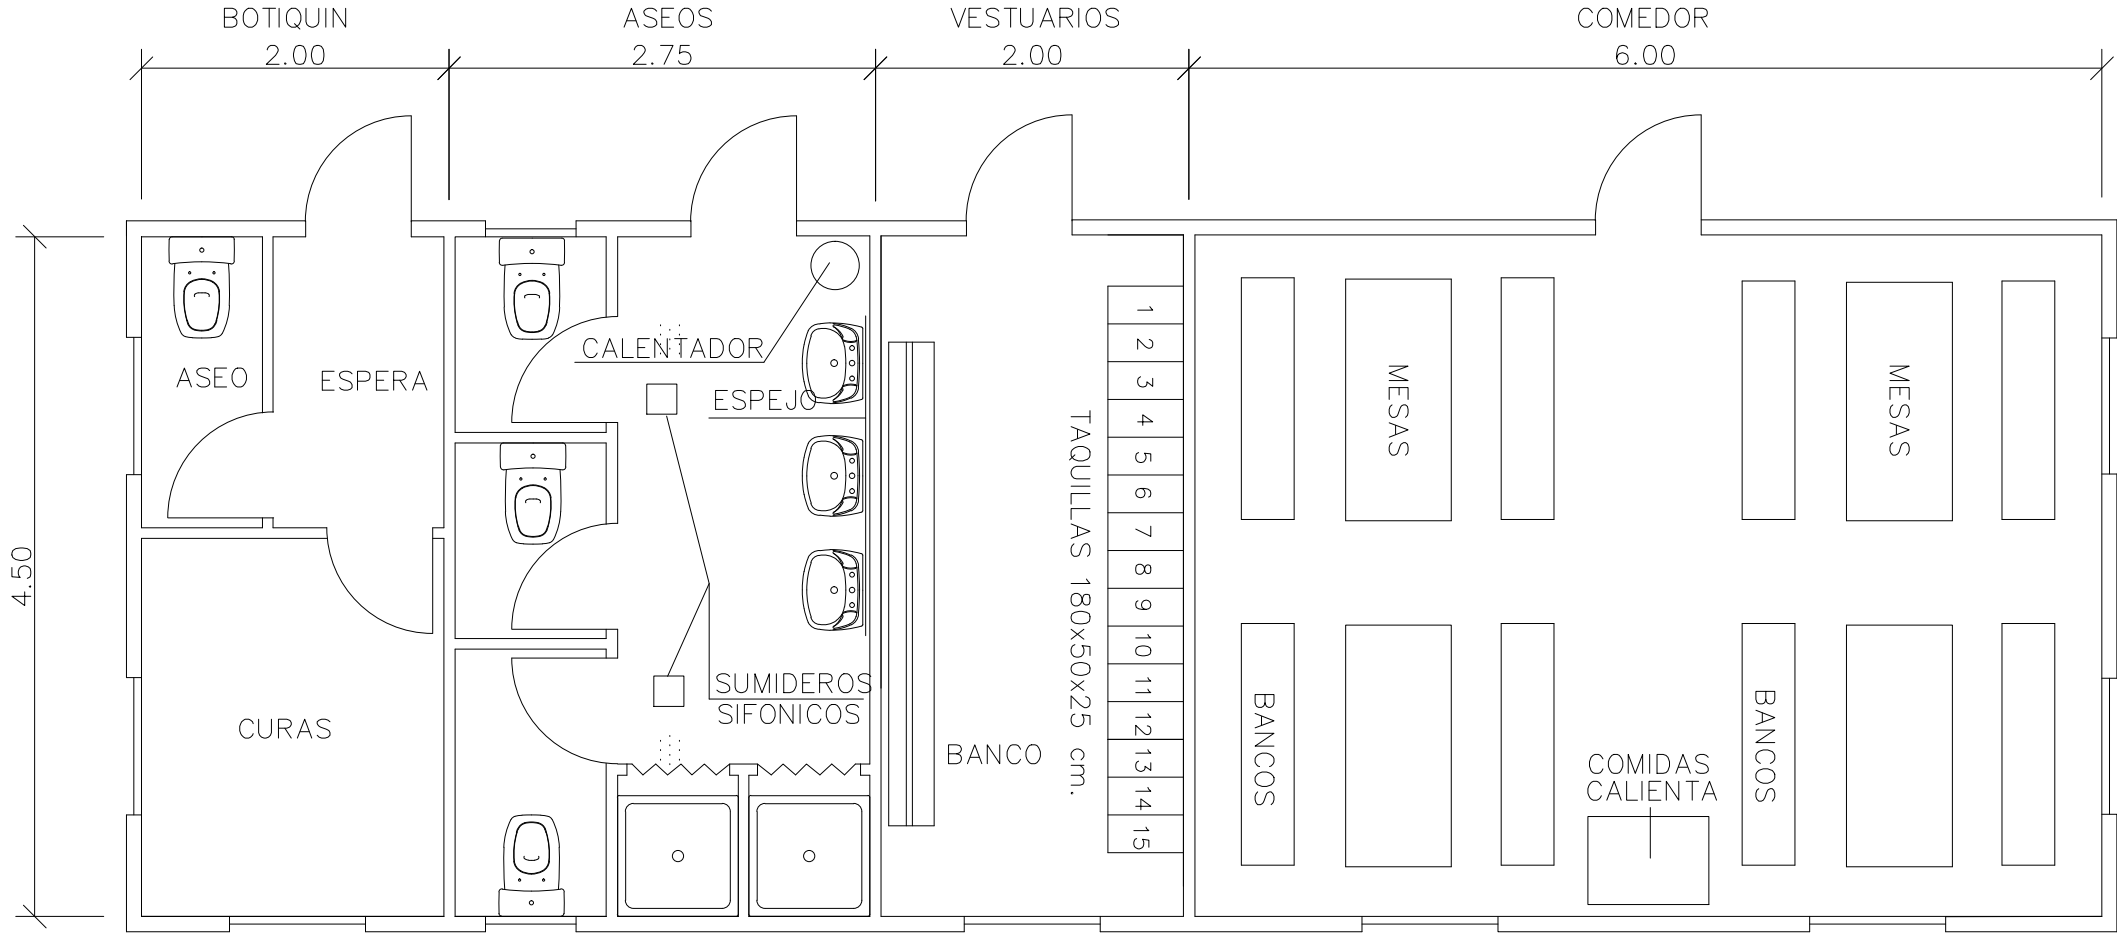 BOTIQUIN
2.00
ASEOS
2.75
VESTUARIOS
2.00
COMEDOR
6.00
4.50
ASEO
ESPERA
CURAS
CALENTADOR
ESPEJO
SUMIDEROS
SIFONICOS
BANCO
TAQUILLAS 180x50x25 cm.
1
2
3
4
5
6
7
8
9
10
11
12
13
14
15
MESAS
MESAS
BANCOS
BANCOS
COMIDAS
CALIENTA